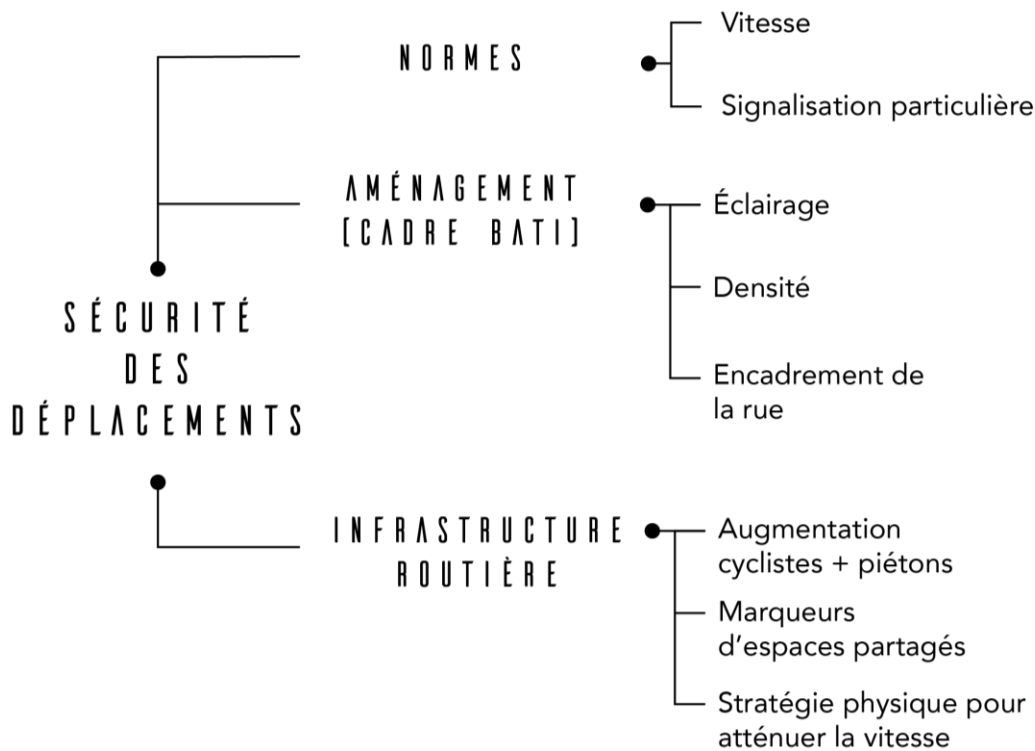 SÉCURITÉ
DES
DÉPLACEMENTS
NORMES
Vitesse
Signalisation particulière
AMÉNAGEMENT
[CADRE BATI]
Éclairage
Densité
Encadrement de
la rue
INFRASTRUCTURE
ROUTIÈRE
Augmentation
cyclistes + piétons
Marqueurs
d’espaces partagés
Stratégie physique pour
atténuer la vitesse